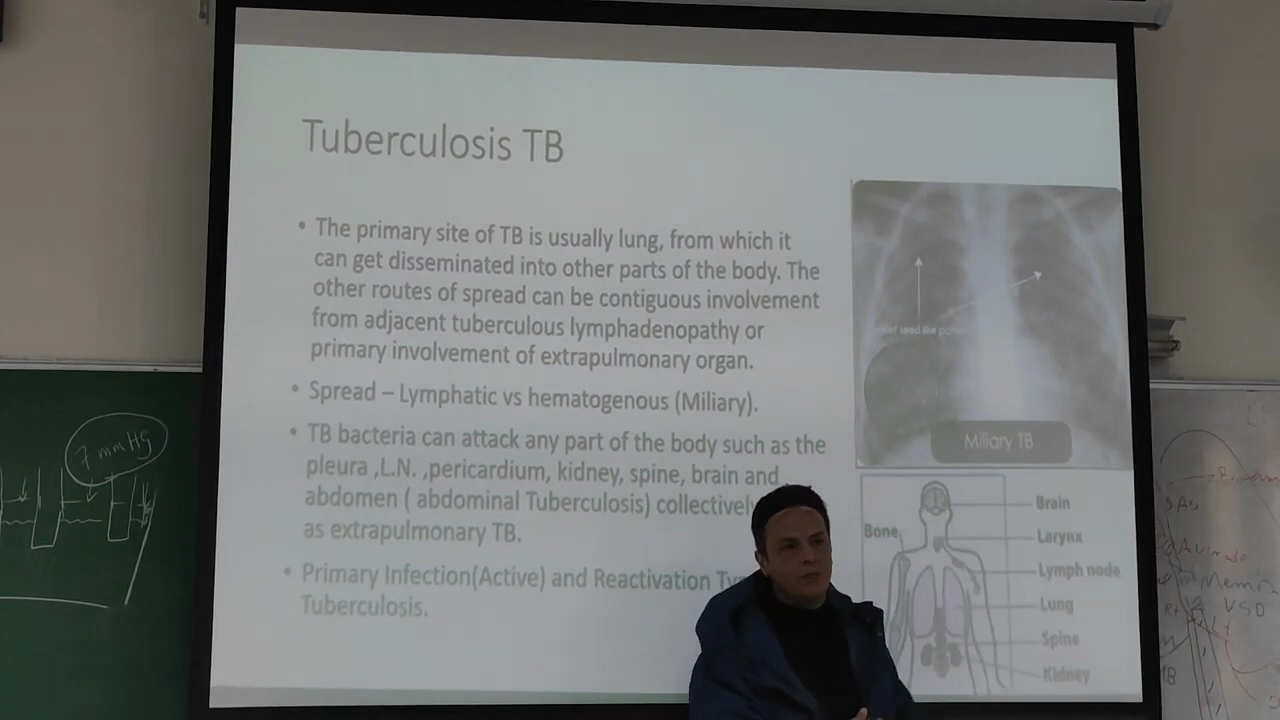 Tuberculosis TB
• The primary site of TB is usually lung, from which it
can get disseminated into other parts of the body. The
other routes of spread can be contiguous involvement
from adjacent tuberculous lymphadenopathy or
primary involvement of extrapulmonary organ.
• Spread – Lymphatic vs hematogenous (Miliary).
• TB bacteria can attack any part of the body such as the
pleura ,L.N. ,pericardium, kidney, spine, brain and
abdomen ( abdominal Tuberculosis) collectively
as extrapulmonary TB.
• Primary Infection(Active) and Reactivation
Tuberculosis.
seed like
Miliary TB
Brain
Bone
Larynx
Lymph node
Lung
Spine
Kidney
7 mmHg
VSD